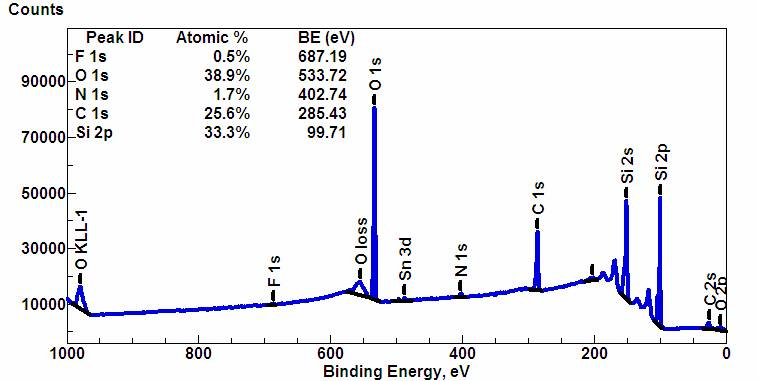 Counts
Peak ID Atomic % BE (eV)
F 1s 0.5% 687.19
O 1s 38.9% 533.72
N 1s 1.7% 402.74
C 1s 25.6% 285.43
Si 2p 33.3% 99.71
90000
70000
50000
30000
10000
O KLL-1
F 1s
O loss
O 1s
Sn 3d
N 1s
C 1s
Si 2s
Si 2p
C 2s
O 2p
1000 800 600 400 200 0
Binding Energy, eV